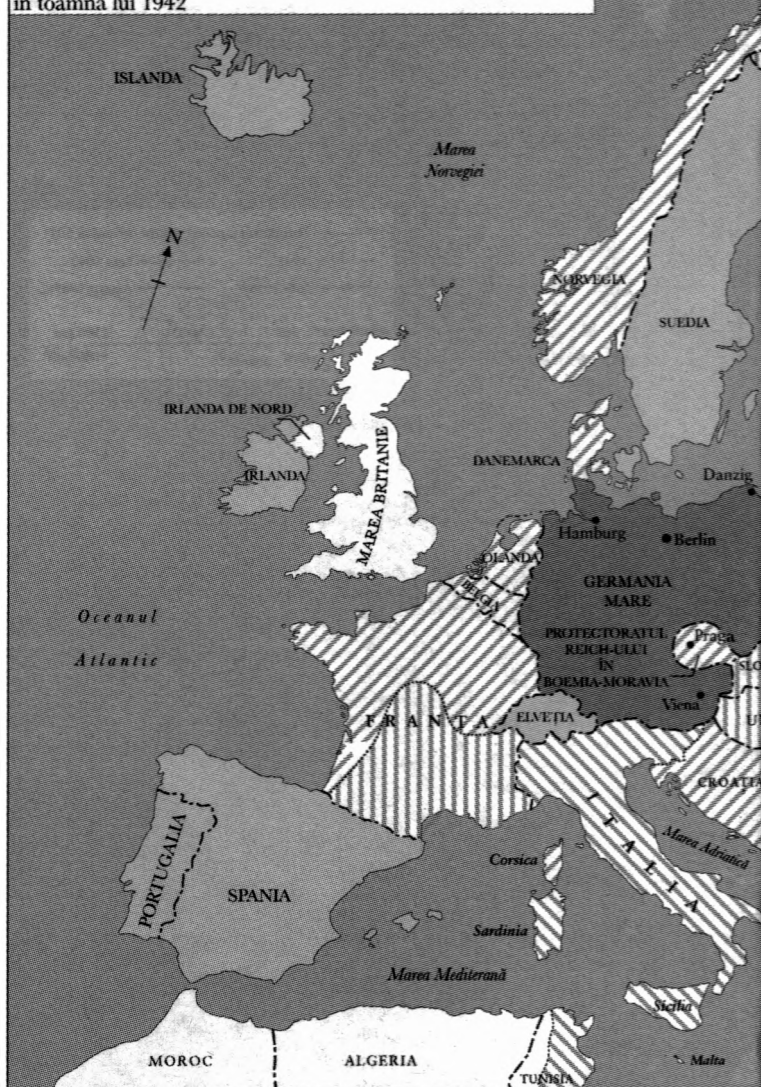 în toamna lui 1942
ISLANDA
Marea
Norvegiei
N
NORVEGIA
SUEDIA
IRLANDA DE NORD
IRLANDA
MAREA BRITANIE
DANEMARCA
Danzig
Hamburg
Berlin
OLANDA
BELGIA
GERMANIA
MARE
Oceanul
Atlantic
PROTECTORATUL
REICH-ULUI
ÎN
BOEMIA-MORAVIA
Praga
SLO
Viena
U
FRANȚA
ELVEȚIA
CROAȚIA
ITALIA
Marea Adriatică
PORTUGALIA
SPANIA
Corsica
Sardinia
Marea Mediterană
Sicilia
MOROC
ALGERIA
TUNISIA
Malta